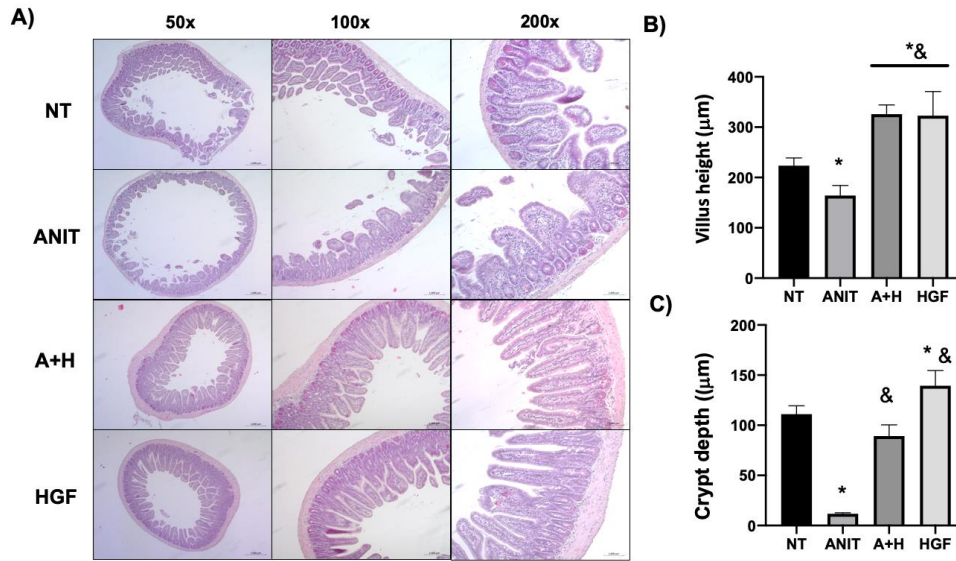 A)
50x 100x 200x
NT
ANIT
A+H
HGF
B)
*&
Villus height (µm)
400
300
200
100
0
*
NT ANIT A+H HGF
C)
Crypt depth ((µm)
200
150
100
50
0
*
&
* &
NT ANIT A+H HGF